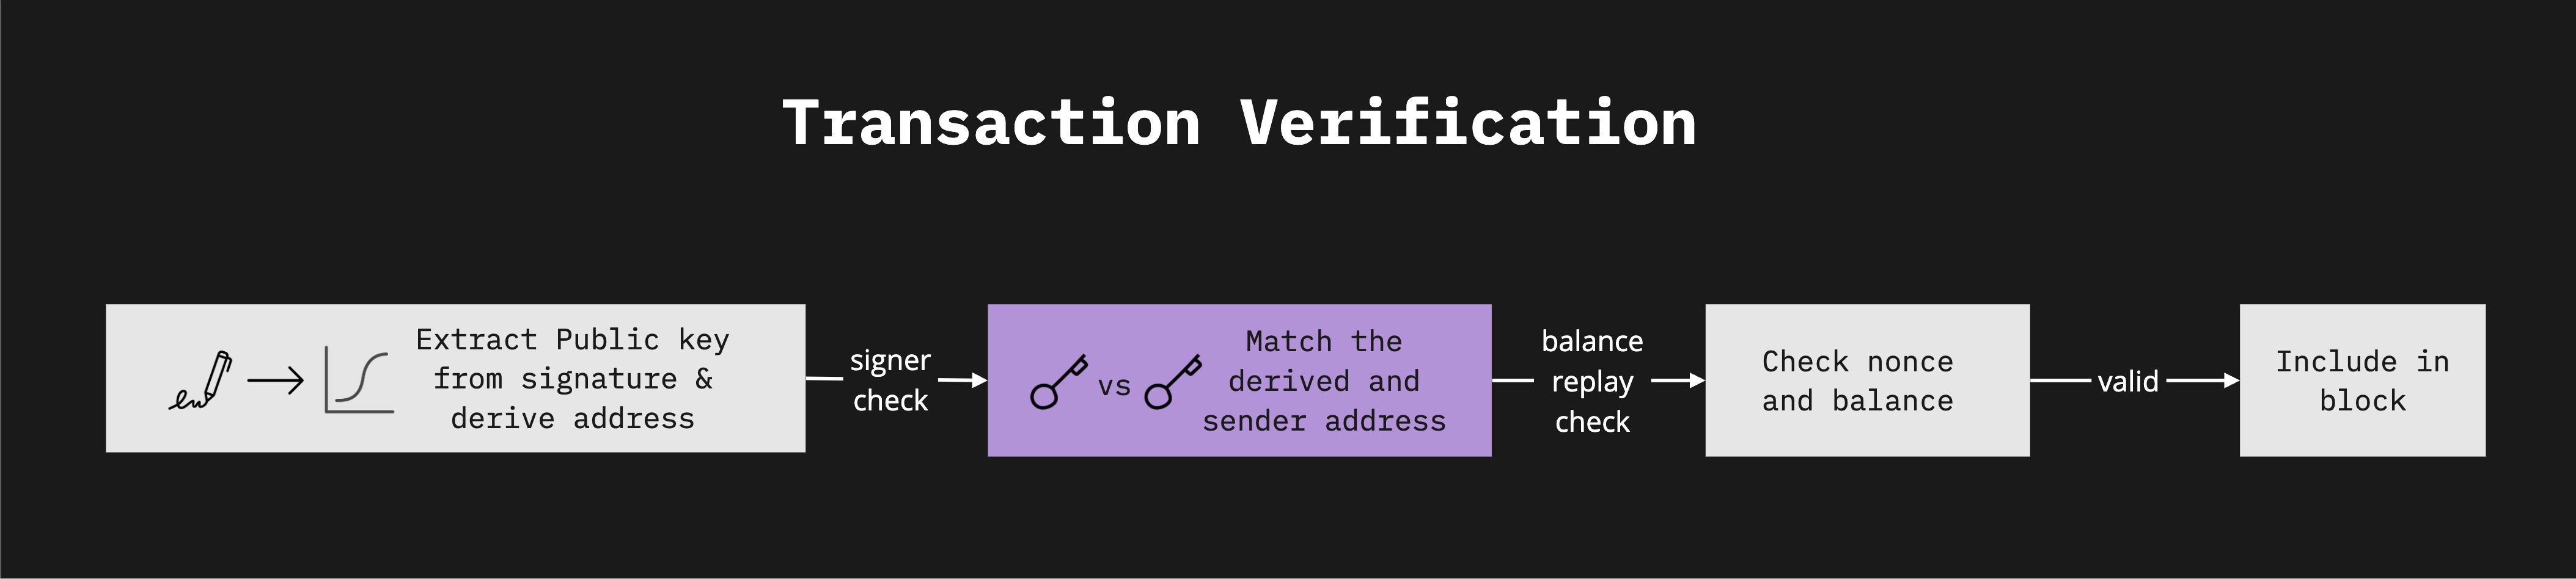 Transaction Verification
Extract Public key
from signature &
derive address
signer
check
vs
Match the
derived and
sender address
balance
replay
check
Check nonce
and balance
valid
Include in
block